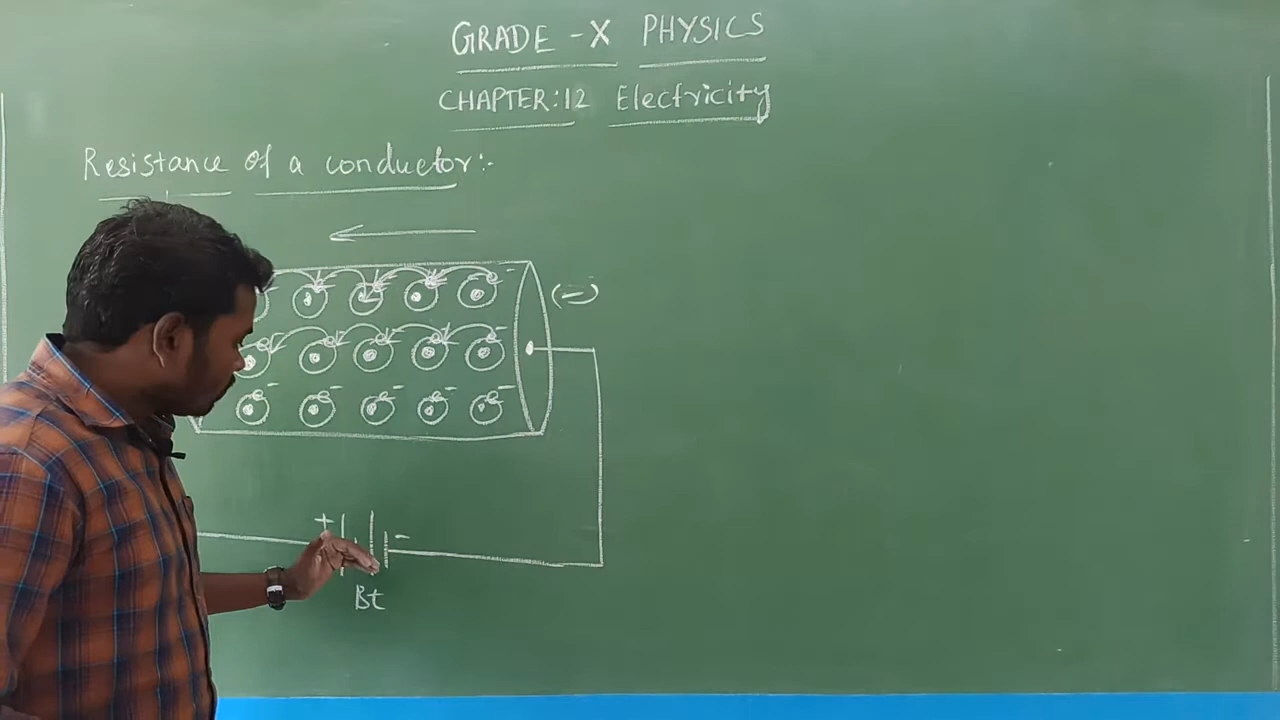 GRADE - X PHYSICS
CHAPTER: 12 Electricity
Resistance of a conductor:-
(-)
e- e- e- e-
e- e- e- e- e-
e- e- e- e- e-
+ -
Bt